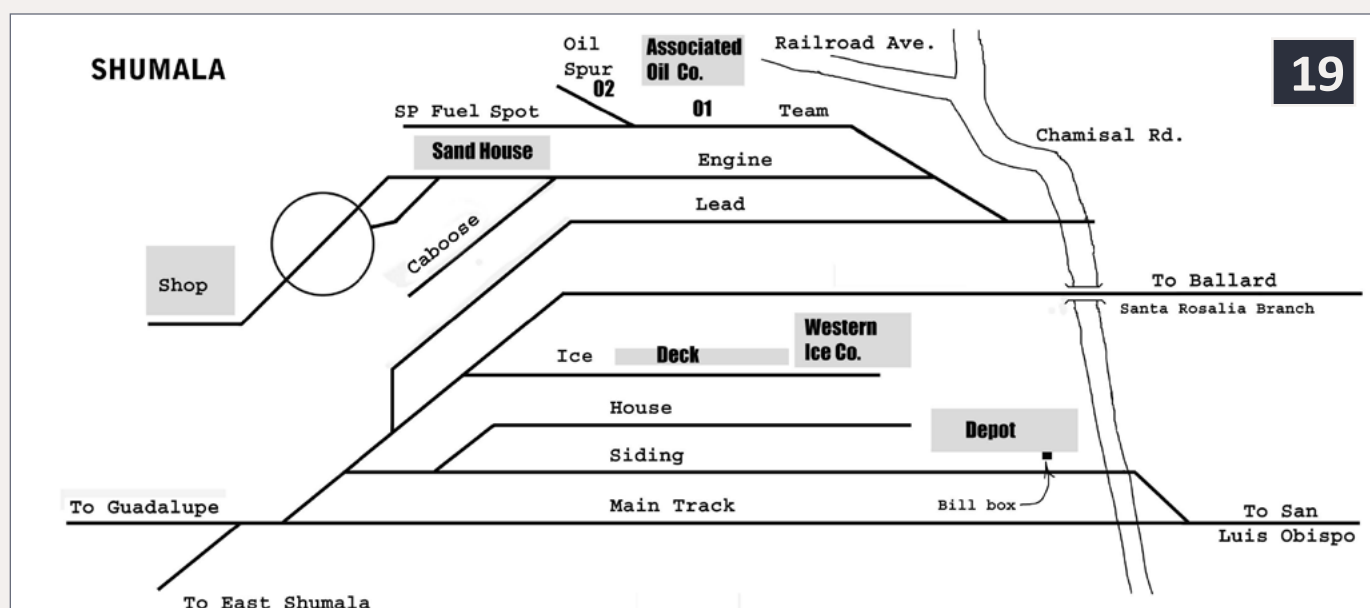 SHUMALA
19
Oil
Spur
02
Associated
Oil Co.
Railroad Ave.
SP Fuel Spot
01
Team
Chamisal Rd.
Sand House
Engine
Lead
Caboose
Shop
To Ballard
Santa Rosalia Branch
Western
Ice Co.
Ice
Deck
House
Depot
Siding
Bill box
To Guadalupe
Main Track
To San
Luis Obispo
To East Shumala